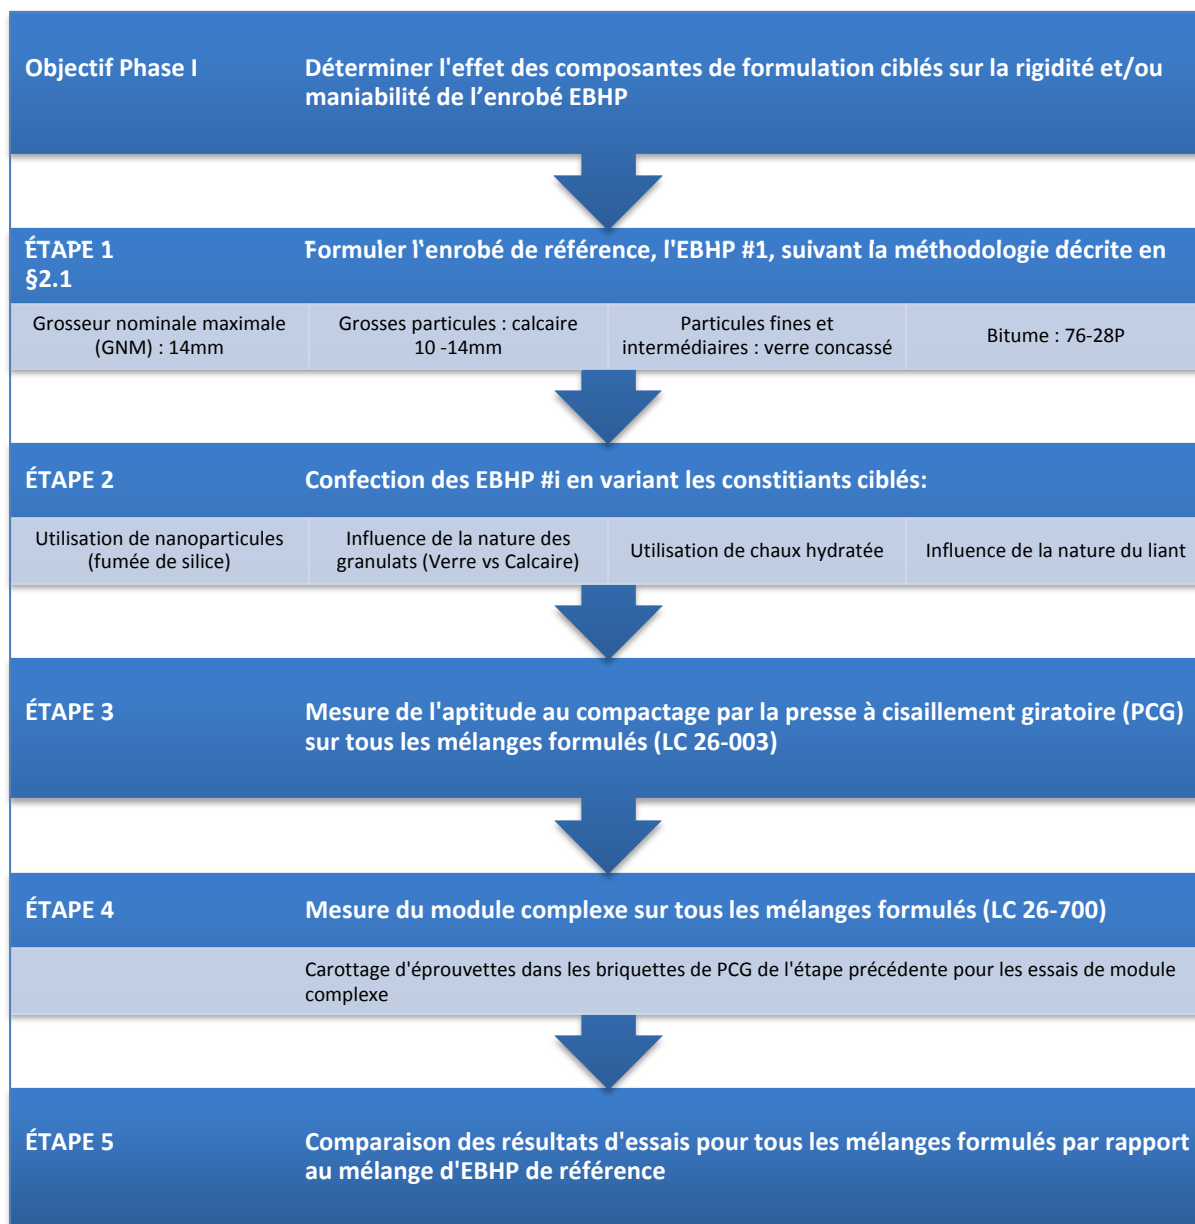 Objectif Phase I
Déterminer l'effet des composantes de formulation ciblés sur la rigidité et/ou
maniabilité de l'enrobé EBHP
ÉTAPE 1
§2.1
Formuler l'enrobé de référence, l'EBHP #1, suivant la méthodologie décrite en
Grosseur nominale maximale
(GNM) : 14mm
Grosses particules : calcaire
10 -14mm
Particules fines et
intermédiaires : verre concassé
Bitume : 76-28P
ÉTAPE 2
Confection des EBHP #i en variant les constitiants ciblés:
Utilisation de nanoparticules
(fumée de silice)
Influence de la nature des
granulats (Verre vs Calcaire)
Utilisation de chaux hydratée
Influence de la nature du liant
ÉTAPE 3
Mesure de l'aptitude au compactage par la presse à cisaillement giratoire (PCG)
sur tous les mélanges formulés (LC 26-003)
ÉTAPE 4
Mesure du module complexe sur tous les mélanges formulés (LC 26-700)
Carottage d'éprouvettes dans les briquettes de PCG de l'étape précédente pour les essais de module
complexe
ÉTAPE 5
Comparaison des résultats d'essais pour tous les mélanges formulés par rapport
au mélange d'EBHP de référence